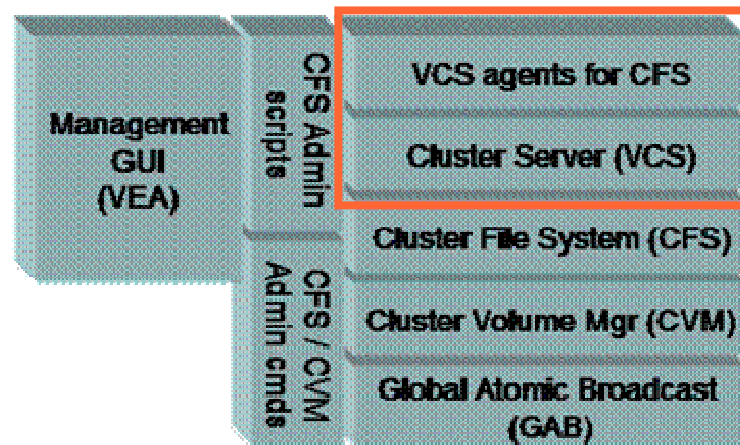 Management
GUI
(VEA)
CFS Admin
scripts
CFS / CVM
Admin cmds
VCS agents for CFS
Cluster Server (VCS)
Cluster File System (CFS)
Cluster Volume Mgr (CVM)
Global Atomic Broadcast
(GAB)